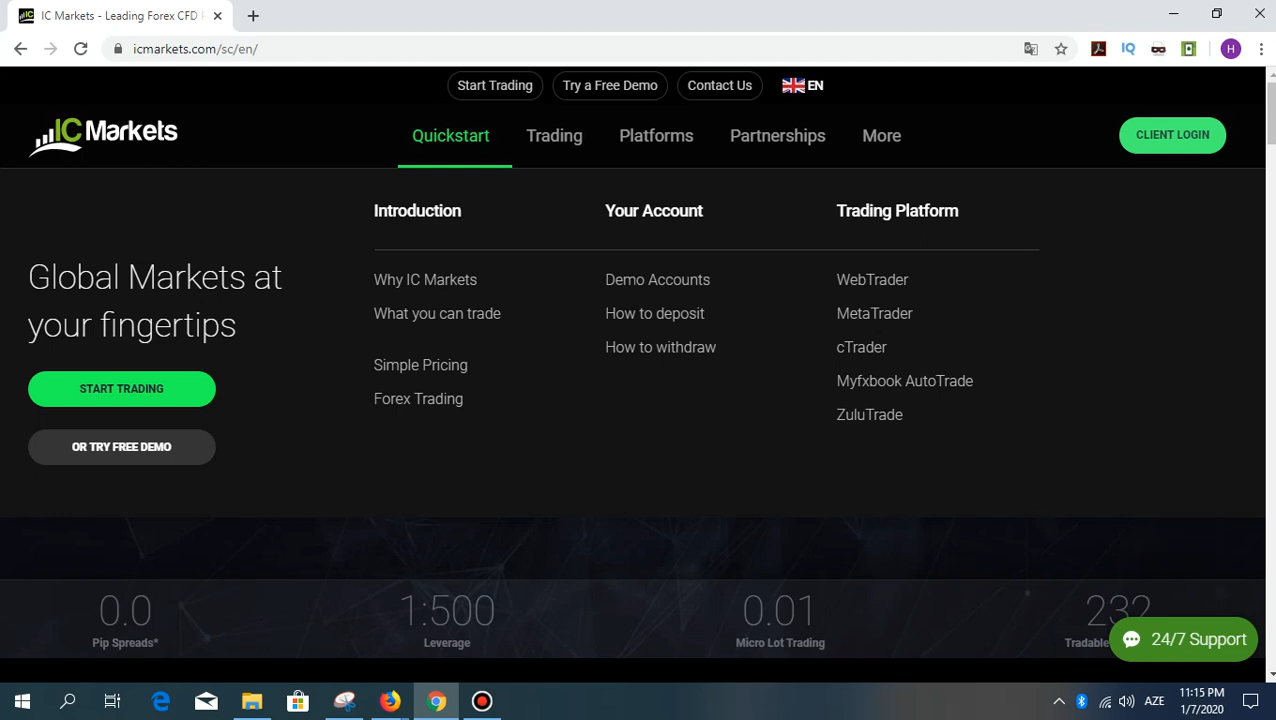 IC Markets - Leading Forex CFD
icmarkets.com/sc/en/
IQ
H
Start Trading
Try a Free Demo
Contact Us
EN
IC Markets
Quickstart
Trading
Platforms
Partnerships
More
CLIENT LOGIN
Global Markets at
your fingertips
START TRADING
OR TRY FREE DEMO
Introduction
Why IC Markets
What you can trade
Simple Pricing
Forex Trading
Your Account
Demo Accounts
How to deposit
How to withdraw
Trading Platform
WebTrader
MetaTrader
cTrader
Myfxbook AutoTrade
ZuluTrade
0.0
Pip Spreads*
1:500
Leverage
0.01
Micro Lot Trading
232
Tradable
24/7 Support
AZE
11:15 PM
1/7/2020